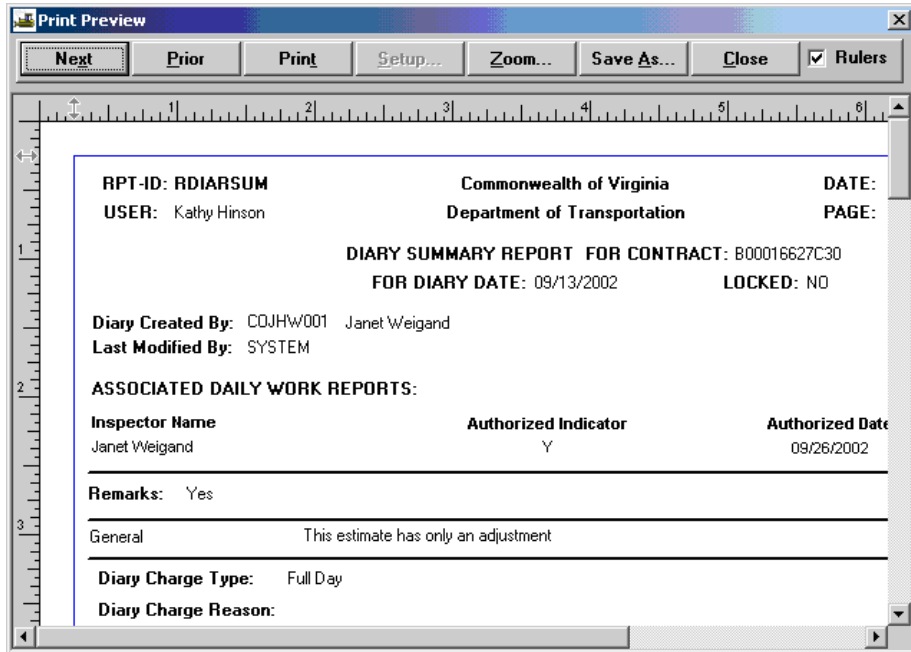 Print Preview
Next Prior Print Setup... Zoom... Save As... Close Rulers
1 2 3 4 5 6
RPT-ID: RDIARSUM Commonwealth of Virginia DATE:
USER: Kathy Hinson Department of Transportation PAGE:
1
DIARY SUMMARY REPORT FOR CONTRACT: B00016627C30
FOR DIARY DATE: 09/13/2002 LOCKED: NO
Diary Created By: COJHW001 Janet Weigand
Last Modified By: SYSTEM
2
ASSOCIATED DAILY WORK REPORTS:
Inspector Name Authorized Indicator Authorized Date
Janet Weigand Y 09/26/2002
Remarks: Yes
3
General This estimate has only an adjustment
Diary Charge Type: Full Day
Diary Charge Reason: